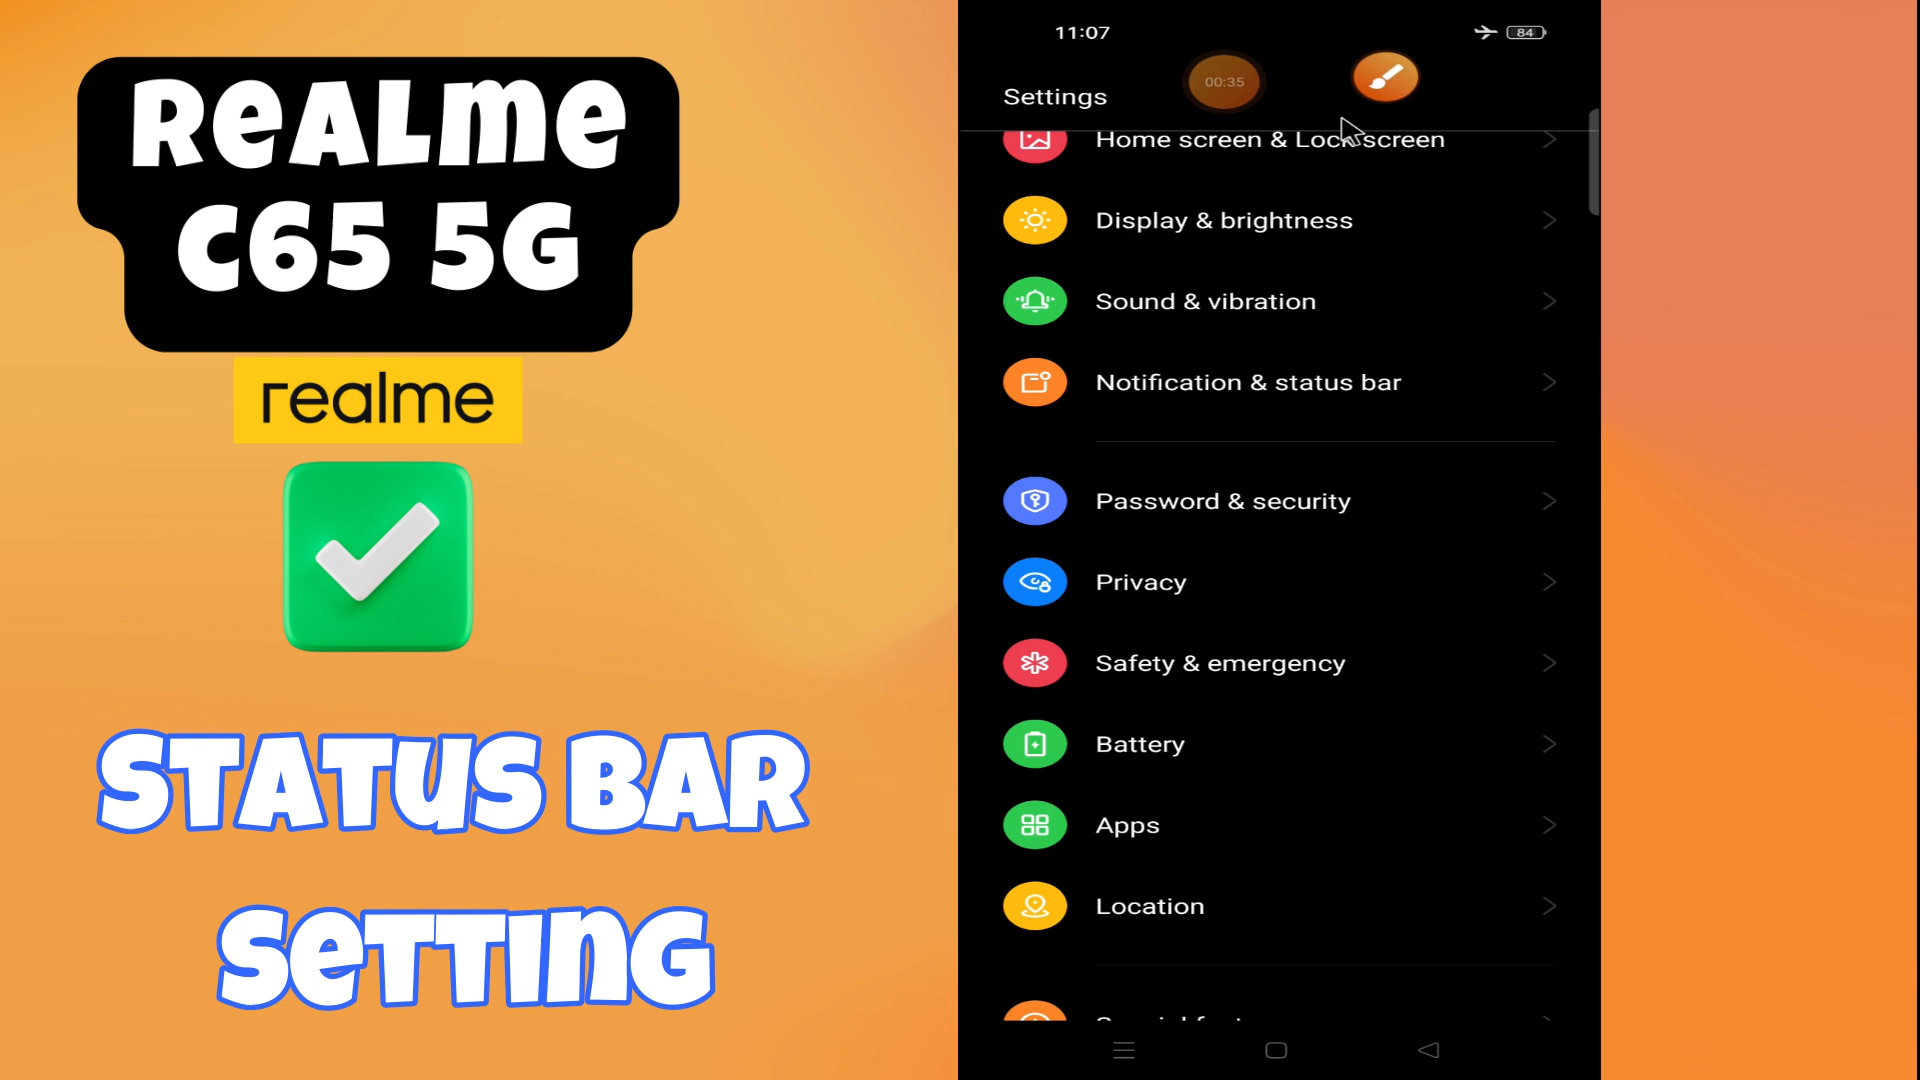 Realme
C65 5G
realme
STATUS BAR
SETTING
11:07
84
00:35
Settings
Home screen & Lock screen
Display & brightness
Sound & vibration
Notification & status bar
Password & security
Privacy
Safety & emergency
Battery
Apps
Location